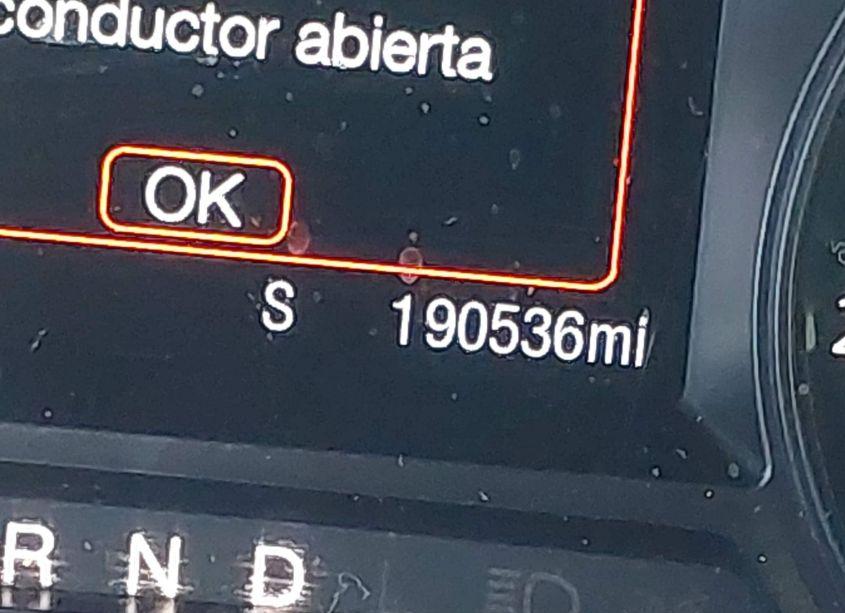 conductor abierta
OK
S 190536mi
R N D